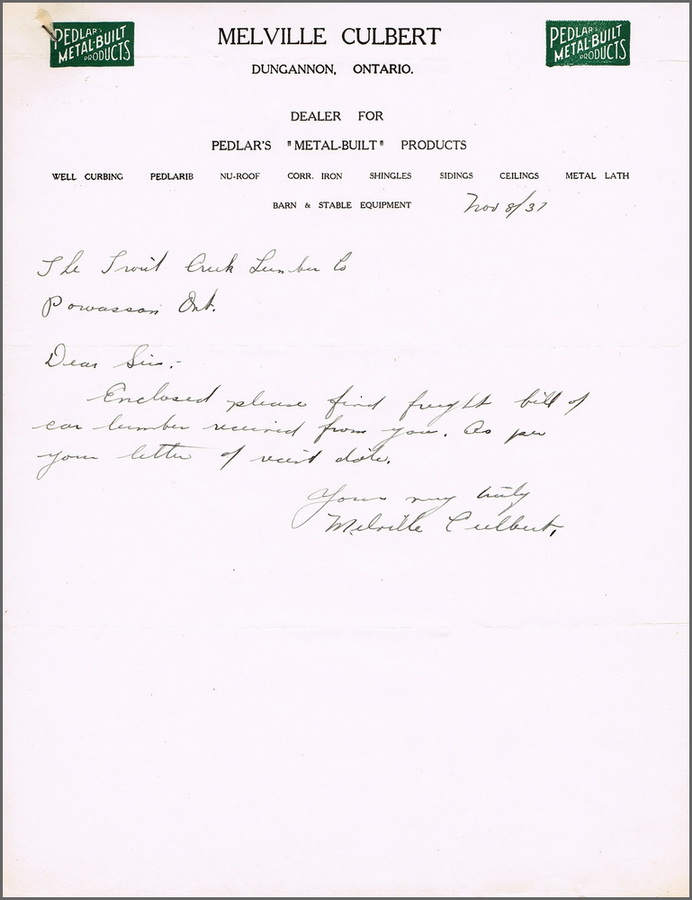 PEDLAR'S METAL-BUILT PRODUCTS
MELVILLE CULBERT
PEDLAR'S METAL-BUILT PRODUCTS
DUNGANNON, ONTARIO.
DEALER FOR
PEDLAR'S "METAL-BUILT" PRODUCTS
WELL CURBING PEDLARIB NU-ROOF CORR. IRON SHINGLES SIDINGS CEILINGS METAL LATH
BARN & STABLE EQUIPMENT
Nov 8/37
The Trout Creek Lumber Co
Powassan Ont.
Dear Sir,-
Enclosed please find freight bill of
car lumber received from you. As per
your letter of recent date.
Yours very truly
Melville Culbert,